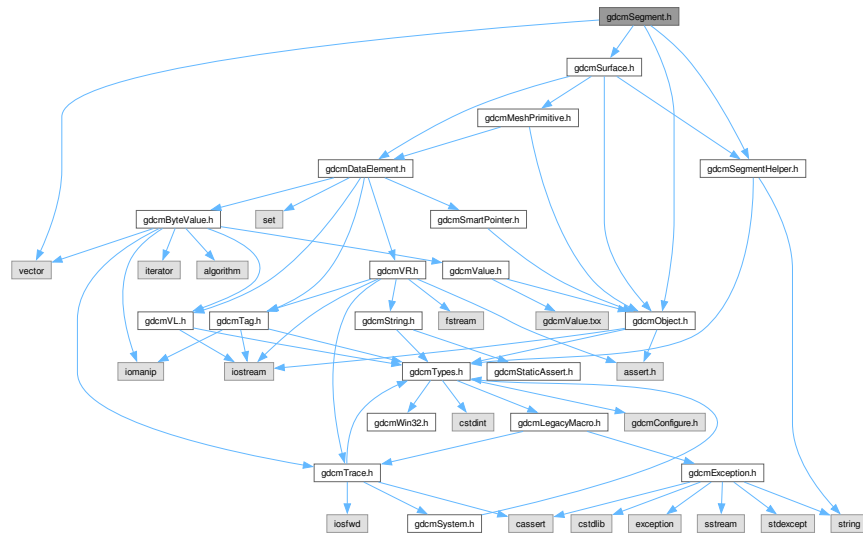 gdcmSegment.h
gdcmSurface.h
gdcmMeshPrimitive.h
gdcmDataElement.h
gdcmSegmentHelper.h
gdcmByteValue.h
set
gdcmSmartPointer.h
vector
iterator
algorithm
gdcmVR.h
gdcmValue.h
gdcmVL.h
gdcmTag.h
gdcmString.h
fstream
gdcmValue.txx
gdcmObject.h
iomanip
iostream
gdcmTypes.h
gdcmStaticAssert.h
assert.h
gdcmWin32.h
cstdint
gdcmLegacyMacro.h
gdcmConfigure.h
gdcmTrace.h
gdcmException.h
iosfwd
gdcmSystem.h
cassert
cstdlib
exception
sstream
stdexcept
string